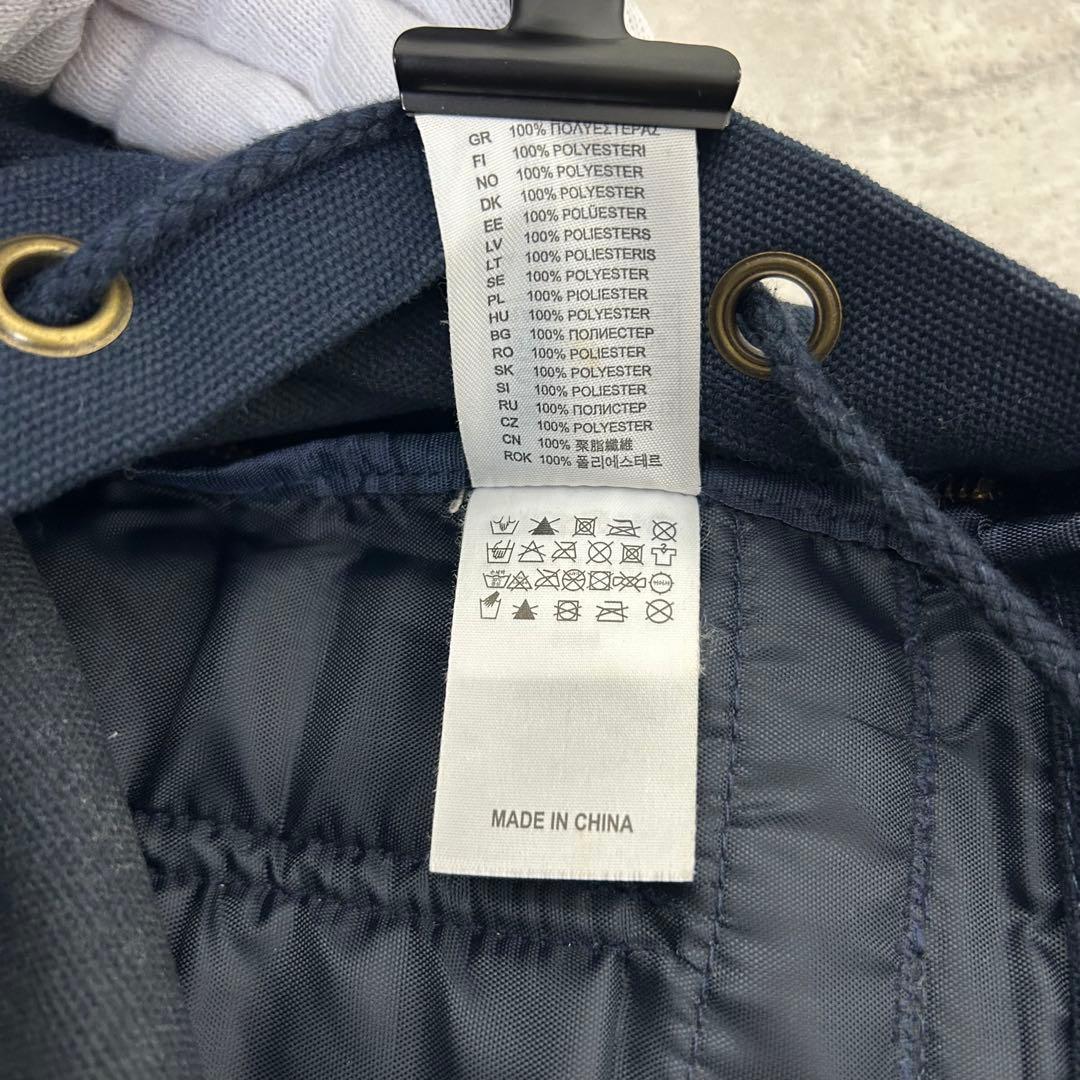 GR 100% ΠΟΛΥΕΣΤΕΡΑΣ
FI 100% POLYESTERI
NO 100% POLYESTER
DK 100% POLYESTER
EE 100% POLÜESTER
LV 100% POLIESTERS
LT 100% POLIESTERIS
SE 100% POLYESTER
PL 100% PIOLIESTER
HU 100% POLYESTER
BG 100% ПОЛИЕСТЕР
RO 100% POLIESTER
SK 100% POLYESTER
SI 100% POLIESTER
RU 100% ПОЛИСТЕР
CZ 100% POLYESTER
CN 100% 聚脂纖維
ROK 100% 폴리에스테르
MADE IN CHINA